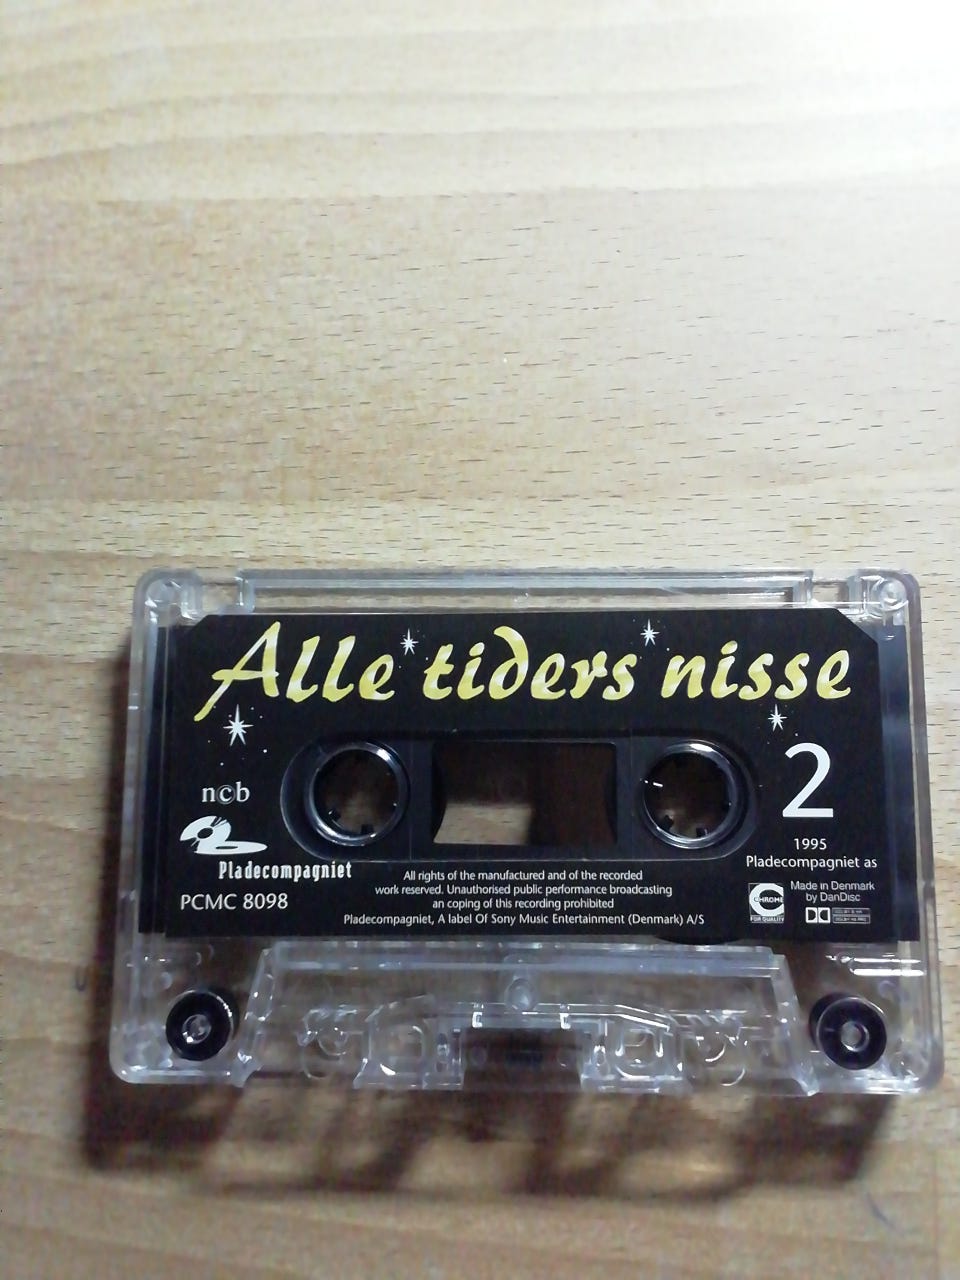 Alle tiders nisse
ncb
2
Pladecompagniet
PCMC 8098
All rights of the manufactured and of the recorded
work reserved. Unauthorised public performance broadcasting
an coping of this recording prohibited
Pladecompagniet, A label Of Sony Music Entertainment (Denmark) A/S
1995
Pladecompagniet as
CHROME
FOR QUALITY
Made in Denmark
by DanDisc